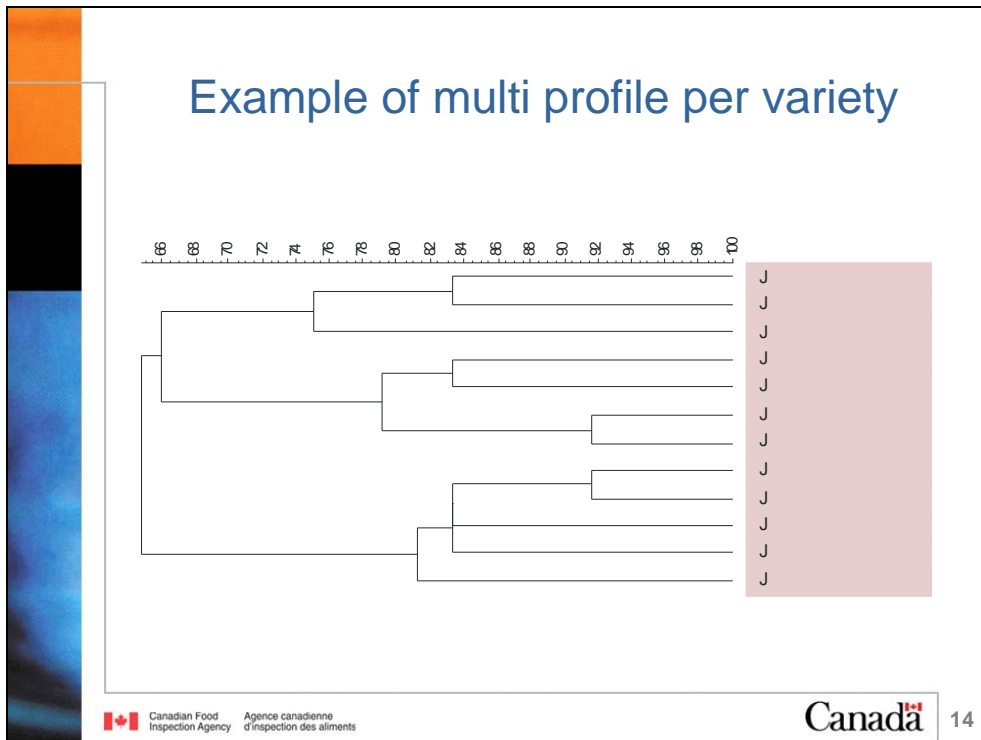 Example of multi profile per variety
66 68 70 72 74 76 78 80 82 84 86 88 90 92 94 96 98 100
J
J
J
J
J
J
J
J
J
J
J
J
Canadian Food Agence canadienne
Inspection Agency d'inspection des aliments
Canada
14